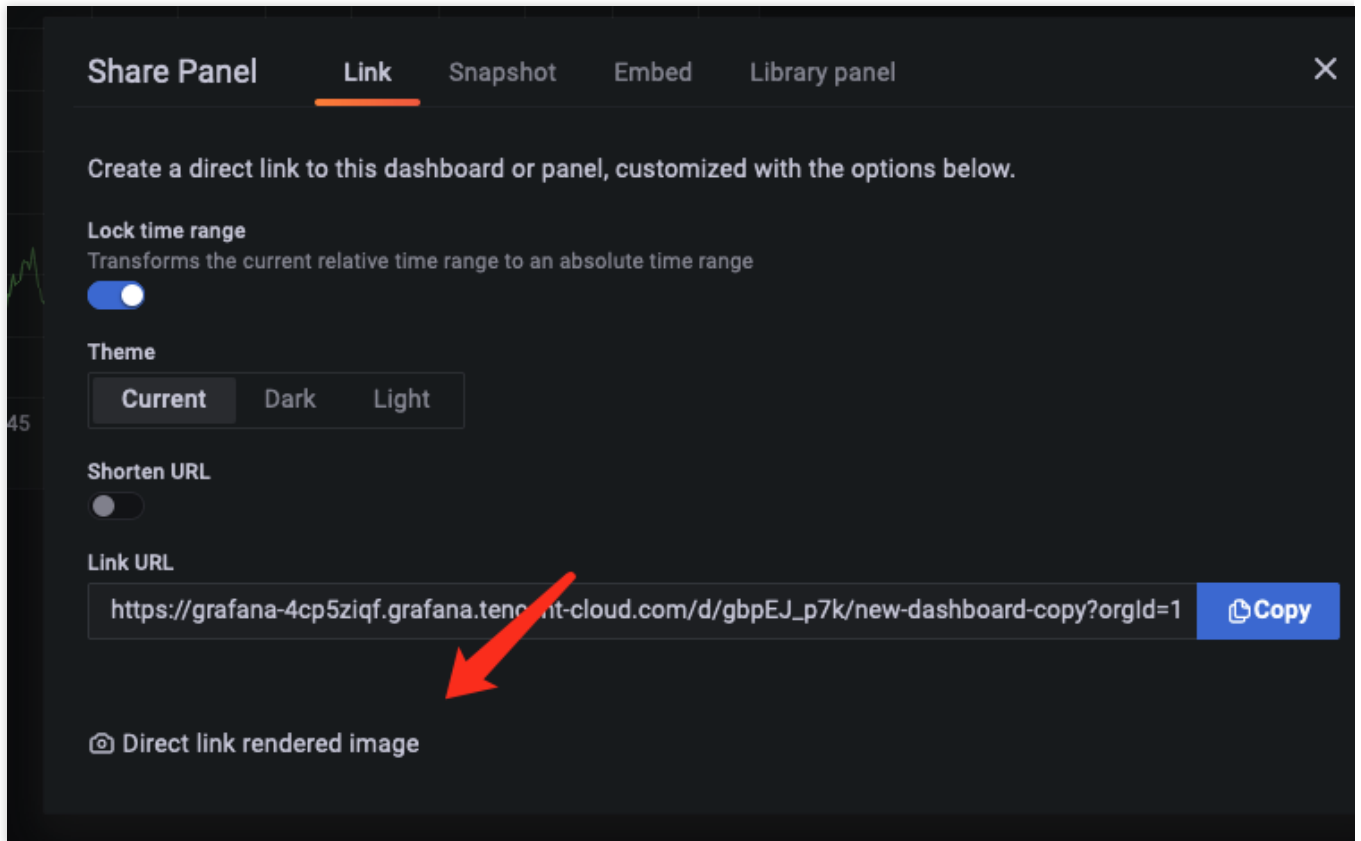 Share Panel Link Snapshot Embed Library panel
Create a direct link to this dashboard or panel, customized with the options below.
Lock time range
Transforms the current relative time range to an absolute time range
Theme
Current Dark Light
45
Shorten URL
Link URL
https://grafana-4cp5ziqf.grafana.tencent-cloud.com/d/gbpEJ_p7k/new-dashboard-copy?orgId=1 Copy
Direct link rendered image